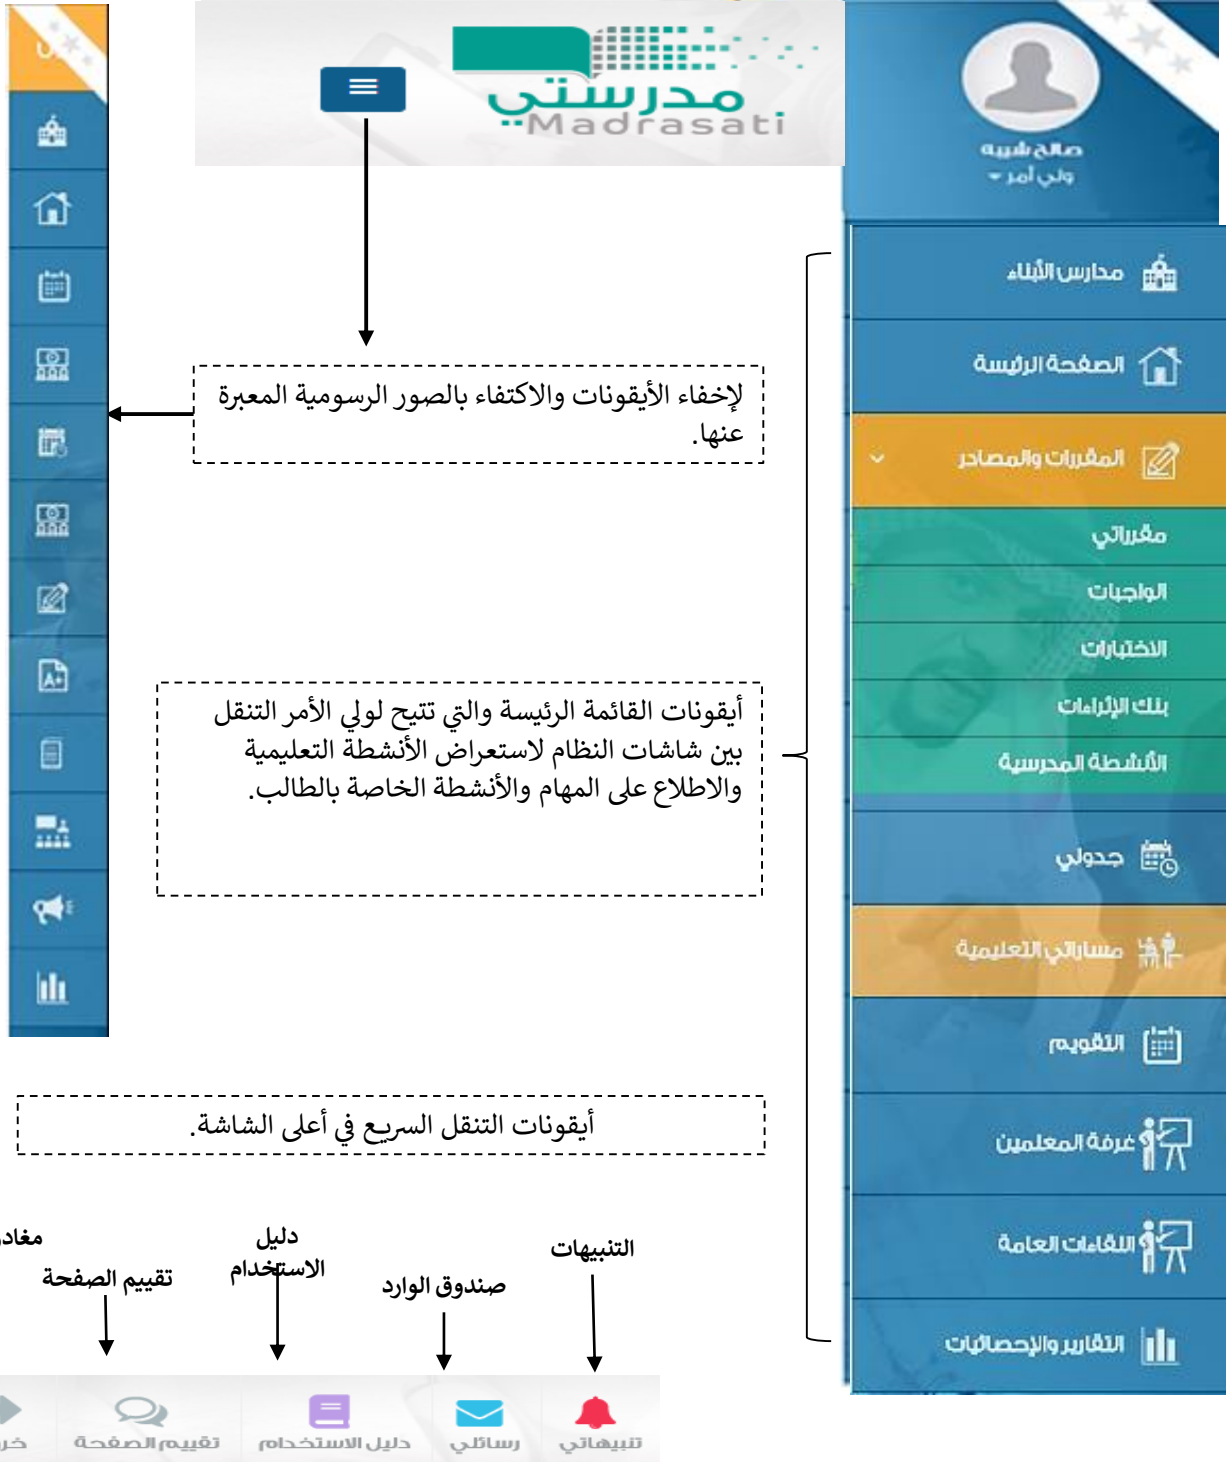 مدرستي
Madrasati
صالح شيبه
ولي أمر
مدارس الأبناء
الصفحة الرئيسة
المقررات والمصادر
مقرراتي
الواجبات
الاختبارات
بنك الإثراءات
الأنشطة المدرسية
جدولي
مساراتي التعليمية
التقويم
غرفة المعلمين
اللقاءات العامة
التقارير والإحصائيات
لإخفاء الأيقونات والاكتفاء بالصور الرسومية المعبرة
عنها.
أيقونات القائمة الرئيسة والتي تتيح لولي الأمر التنقل
بين شاشات النظام لاستعراض الأنشطة التعليمية
والاطلاع على المهام والأنشطة الخاصة بالطالب.
A+
أيقونات التنقل السريع في أعلى الشاشة.
التنبيهات
صندوق الوارد
دليل
الاستخدام
تقييم الصفحة
تنبيهاتي
رسائلي
دليل الاستخدام
تقييم الصفحة